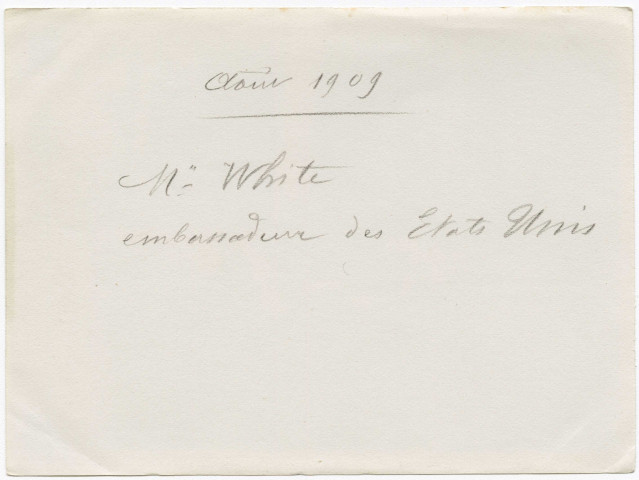 Août 1909
Mr White
embassadeur des Etats Unis